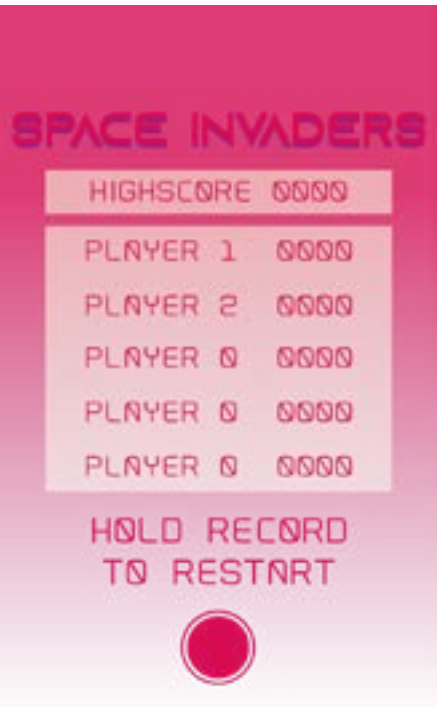 SPACE INVADERS
HIGHSCORE 0000
PLAYER 1 0000
PLAYER 2 0000
PLAYER 0 0000
PLAYER 0 0000
PLAYER 0 0000
HOLD RECORD
TO RESTART